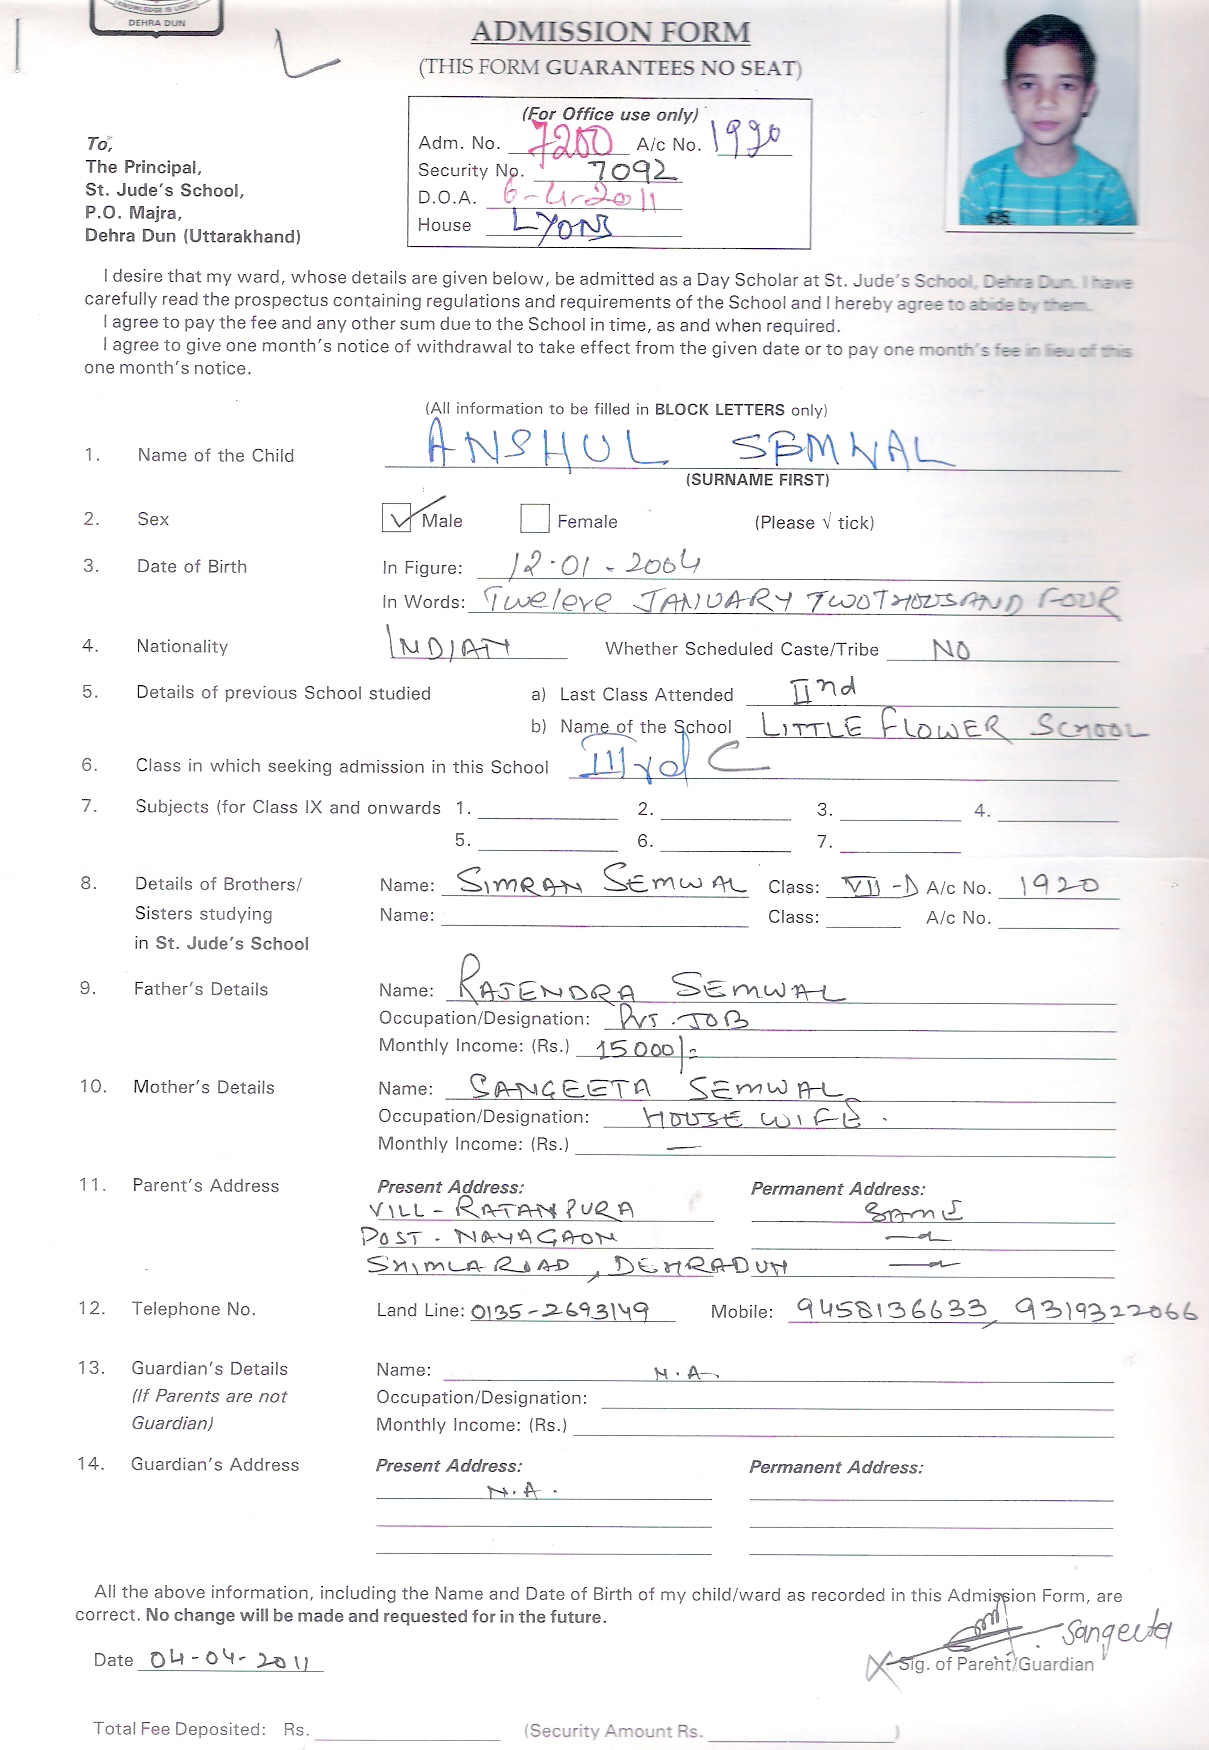 KNOWLEDGE IS LIGHT
DEHRA DUN
ADMISSION FORM
(THIS FORM GUARANTEES NO SEAT)
(For Office use only)
Adm. No. 7200 A/c No. 1920
Security No. 7092
D.O.A. 6-4-2011
House LYONS
To,
The Principal,
St. Jude's School,
P.O. Majra,
Dehra Dun (Uttarakhand)
I desire that my ward, whose details are given below, be admitted as a Day Scholar at St. Jude's School, Dehra Dun. I have
carefully read the prospectus containing regulations and requirements of the School and I hereby agree to abide by them.
I agree to pay the fee and any other sum due to the School in time, as and when required.
I agree to give one month's notice of withdrawal to take effect from the given date or to pay one month's fee in lieu of this
one month's notice.
(All information to be filled in BLOCK LETTERS only)
1. Name of the Child ANSHUL SEMWAL
(SURNAME FIRST)
2. Sex Male Female (Please √ tick)
3. Date of Birth In Figure: 12-01-2004
In Words: Tweleve JANUARY TWOTHOUSAND FOUR
4. Nationality INDIAN Whether Scheduled Caste/Tribe NO
5. Details of previous School studied a) Last Class Attended IInd
b) Name of the School LITTLE FLOWER SCHOOL
6. Class in which seeking admission in this School IIIrd C
7. Subjects (for Class IX and onwards 1. 2. 3. 4.
5. 6. 7.
8. Details of Brothers/ Name: SIMRAN SEMWAL Class: VII-D A/c No. 1920
Sisters studying Name: Class: A/c No.
in St. Jude's School
9. Father's Details Name: RAJENDRA SEMWAL
Occupation/Designation: PVT. JOB
Monthly Income: (Rs.) 15000/-
10. Mother's Details Name: SANGEETA SEMWAL
Occupation/Designation: HOUSE WIFE.
Monthly Income: (Rs.) —
11. Parent's Address Present Address: Permanent Address:
VILL - RATANPURA SAME
POST - NAYAGAON
SHIMLA ROAD, DEHRADUN
12. Telephone No. Land Line: 0135-2693149 Mobile: 9458136633, 9319322066
13. Guardian's Details Name: N.A.
(If Parents are not Occupation/Designation:
Guardian) Monthly Income: (Rs.)
14. Guardian's Address Present Address: Permanent Address:
N.A.
All the above information, including the Name and Date of Birth of my child/ward as recorded in this Admission Form, are
correct. No change will be made and requested for in the future.
Sangeeta
Date 04-04-2011 Sig. of Parent/Guardian
Total Fee Deposited: Rs. (Security Amount Rs. )